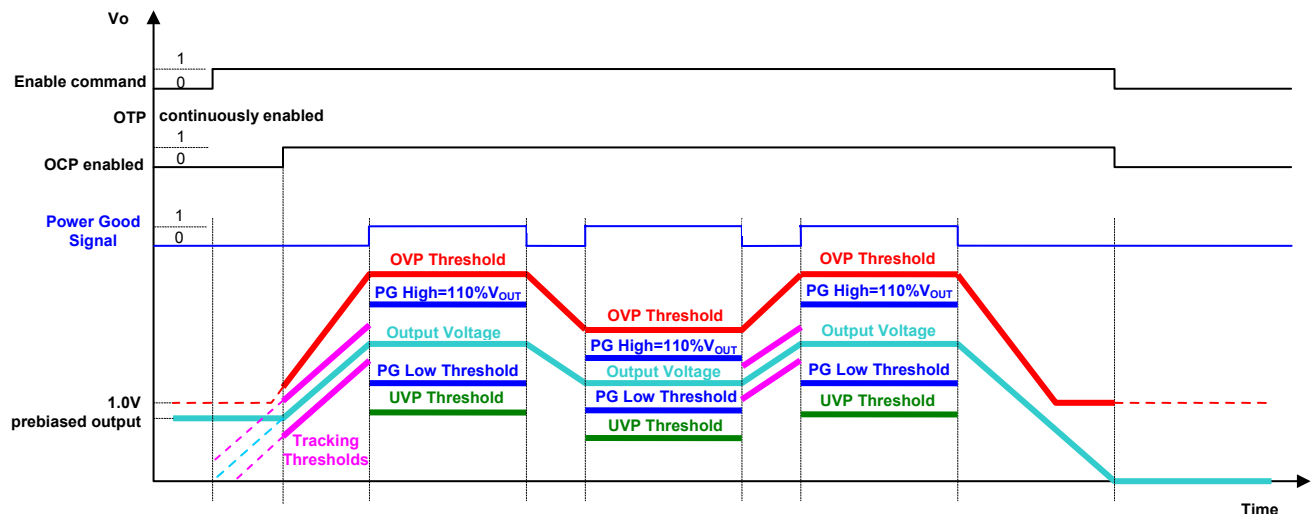 Vo
1
Enable command
0
OTP continuously enabled
1
OCP enabled
0
Power Good
Signal
1
0
OVP Threshold
PG High=110%VOUT
Output Voltage
PG Low Threshold
UVP Threshold
OVP Threshold
PG High=110%VOUT
Output Voltage
PG Low Threshold
UVP Threshold
OVP Threshold
PG High=110%VOUT
Output Voltage
PG Low Threshold
UVP Threshold
1.0V
prebiased output
Tracking
Thresholds
Time